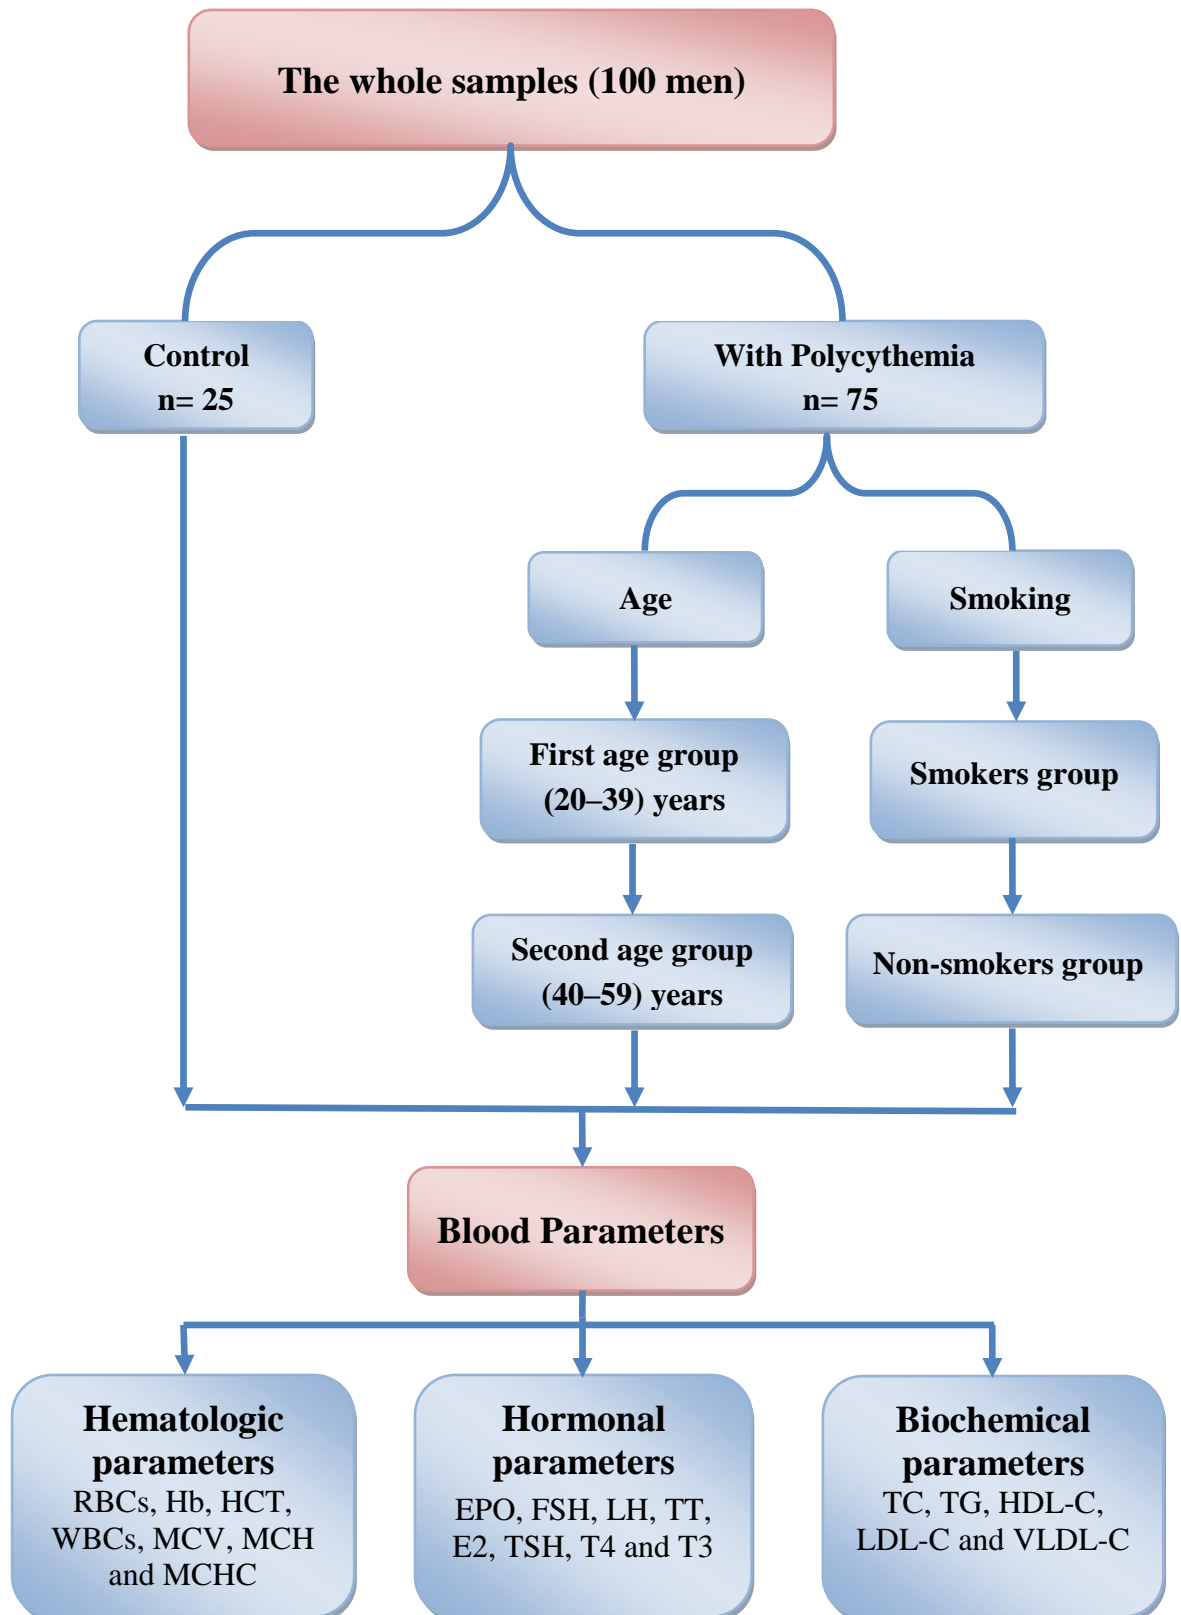 The whole samples (100 men)
Control
n= 25
With Polycythemia
n= 75
Age
Smoking
First age group
(20–39) years
Smokers group
Second age group
(40–59) years
Non-smokers group
Blood Parameters
Hematologic
parameters
RBCs, Hb, HCT,
WBCs, MCV, MCH
and MCHC
Hormonal
parameters
EPO, FSH, LH, TT,
E2, TSH, T4 and T3
Biochemical
parameters
TC, TG, HDL-C,
LDL-C and VLDL-C